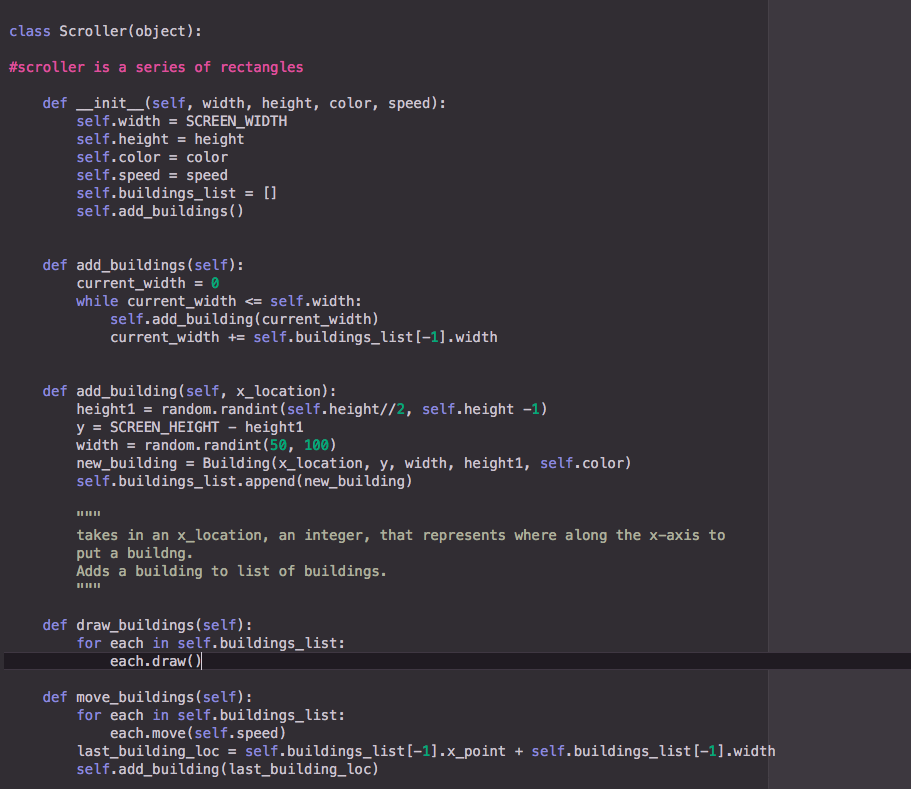 class Scroller(object):
#scroller is a series of rectangles
    def __init__(self, width, height, color, speed):
        self.width = SCREEN_WIDTH
        self.height = height
        self.color = color
        self.speed = speed
        self.buildings_list = []
        self.add_buildings()
    def add_buildings(self):
        current_width = 0
        while current_width <= self.width:
            self.add_building(current_width)
            current_width += self.buildings_list[-1].width
    def add_building(self, x_location):
        height1 = random.randint(self.height//2, self.height -1)
        y = SCREEN_HEIGHT - height1
        width = random.randint(50, 100)
        new_building = Building(x_location, y, width, height1, self.color)
        self.buildings_list.append(new_building)
        """
        takes in an x_location, an integer, that represents where along the x-axis to
        put a buildng.
        Adds a building to list of buildings.
        """
    def draw_buildings(self):
        for each in self.buildings_list:
            each.draw()
    def move_buildings(self):
        for each in self.buildings_list:
            each.move(self.speed)
        last_building_loc = self.buildings_list[-1].x_point + self.buildings_list[-1].width
        self.add_building(last_building_loc)